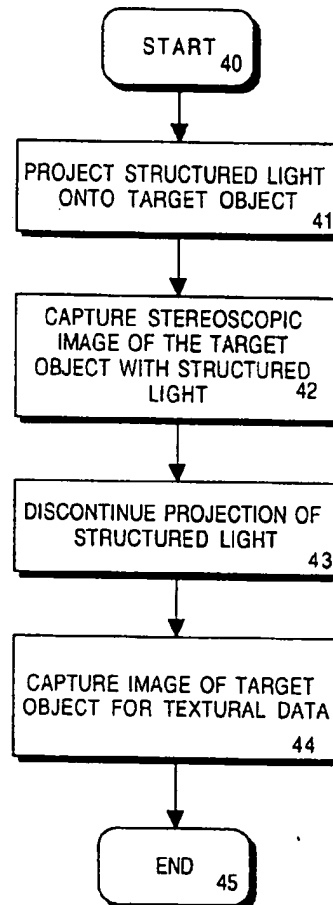 START
40
PROJECT STRUCTURED LIGHT
ONTO TARGET OBJECT
41
CAPTURE STEREOSCOPIC
IMAGE OF THE TARGET
OBJECT WITH STRUCTURED
LIGHT
42
DISCONTINUE PROJECTION OF
STRUCTURED LIGHT
43
CAPTURE IMAGE OF TARGET
OBJECT FOR TEXTURAL DATA
44
END
45